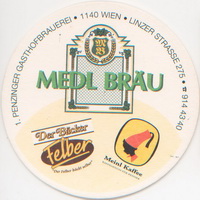 1. PENZINGER GASTHOFBRAUEREI • 1140 WIEN • LINZER STRASSE 275 • ☎ 914 43 40
MEDL BRÄU
Der Bäcker
Felber
Meinl Kaffee